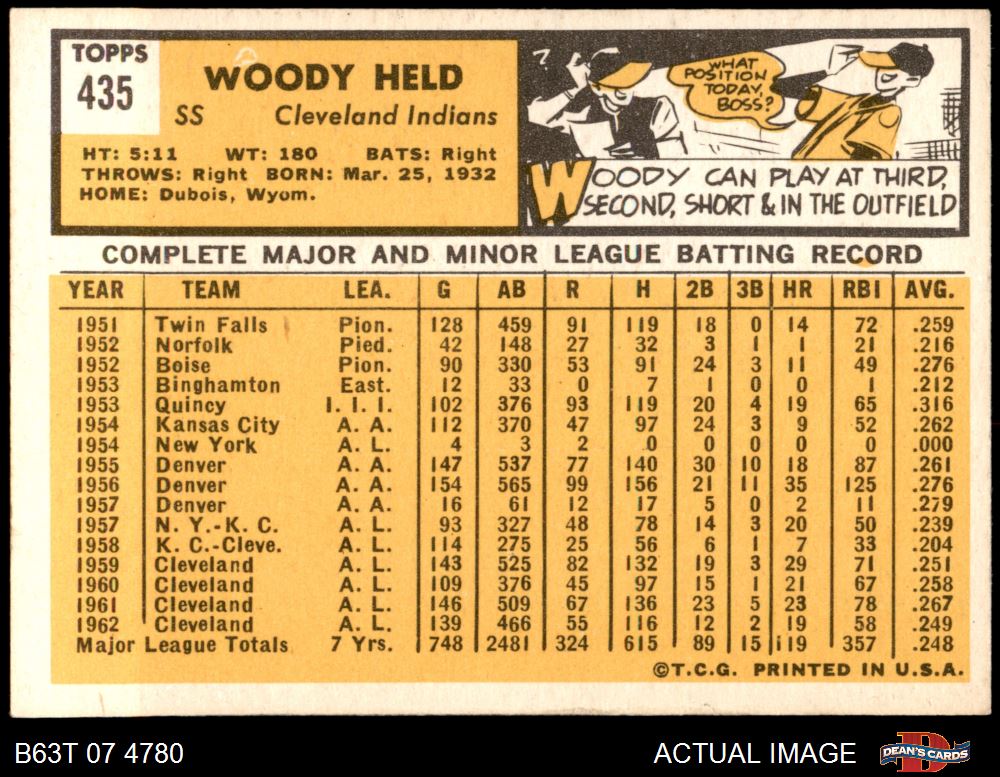 TOPPS
435
WOODY HELD
SS Cleveland Indians
HT: 5:11 WT: 180 BATS: Right
THROWS: Right BORN: Mar. 25, 1932
HOME: Dubois, Wyom.
WHAT
POSITION
TODAY,
BOSS?
WOODY CAN PLAY AT THIRD,
SECOND, SHORT & IN THE OUTFIELD
COMPLETE MAJOR AND MINOR LEAGUE BATTING RECORD
YEAR TEAM LEA. G AB R H 2B 3B HR RBI AVG.
1951 Twin Falls Pion. 128 459 91 119 18 0 14 72 .259
1952 Norfolk Pied. 42 148 27 32 3 1 1 21 .216
1952 Boise Pion. 90 330 53 91 24 3 11 49 .276
1953 Binghamton East. 12 33 0 7 1 0 0 1 .212
1953 Quincy I. I. I. 102 376 93 119 20 4 19 65 .316
1954 Kansas City A. A. 112 370 47 97 24 3 9 52 .262
1954 New York A. L. 4 3 2 0 0 0 0 0 .000
1955 Denver A. A. 147 537 77 140 30 10 18 87 .261
1956 Denver A. A. 154 565 99 156 21 11 35 125 .276
1957 Denver A. A. 16 61 12 17 5 0 2 11 .279
1957 N. Y.-K. C. A. L. 93 327 48 78 14 3 20 50 .239
1958 K. C.-Cleve. A. L. 114 275 25 56 6 1 7 33 .204
1959 Cleveland A. L. 143 525 82 132 19 3 29 71 .251
1960 Cleveland A. L. 109 376 45 97 15 1 21 67 .258
1961 Cleveland A. L. 146 509 67 136 23 5 23 78 .267
1962 Cleveland A. L. 139 466 55 116 12 2 19 58 .249
Major League Totals 7 Yrs. 748 2481 324 615 89 15 119 357 .248
©T.C.G. PRINTED IN U.S.A.
B63T 07 4780 ACTUAL IMAGE DEAN'S CARDS